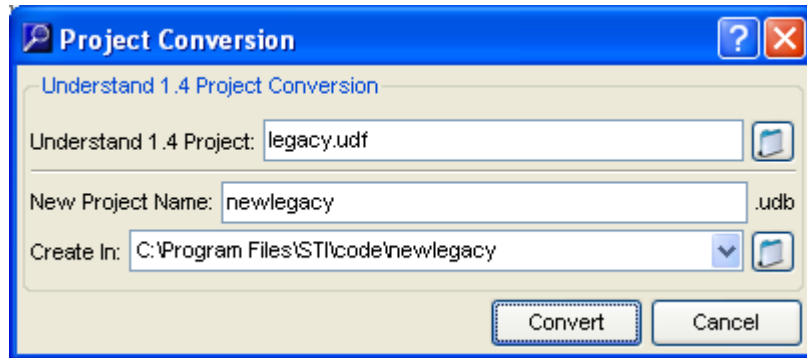 Project Conversion
Understand 1.4 Project Conversion
Understand 1.4 Project: legacy.udf
New Project Name: newlegacy .udb
Create In: C:\Program Files\STI\code\newlegacy
Convert Cancel